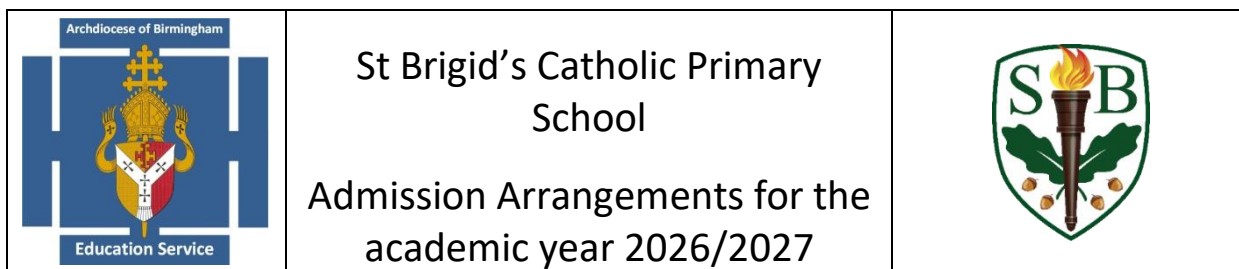 Archdiocese of Birmingham
Education Service
St Brigid’s Catholic Primary
School
Admission Arrangements for the
academic year 2026/2027
S B